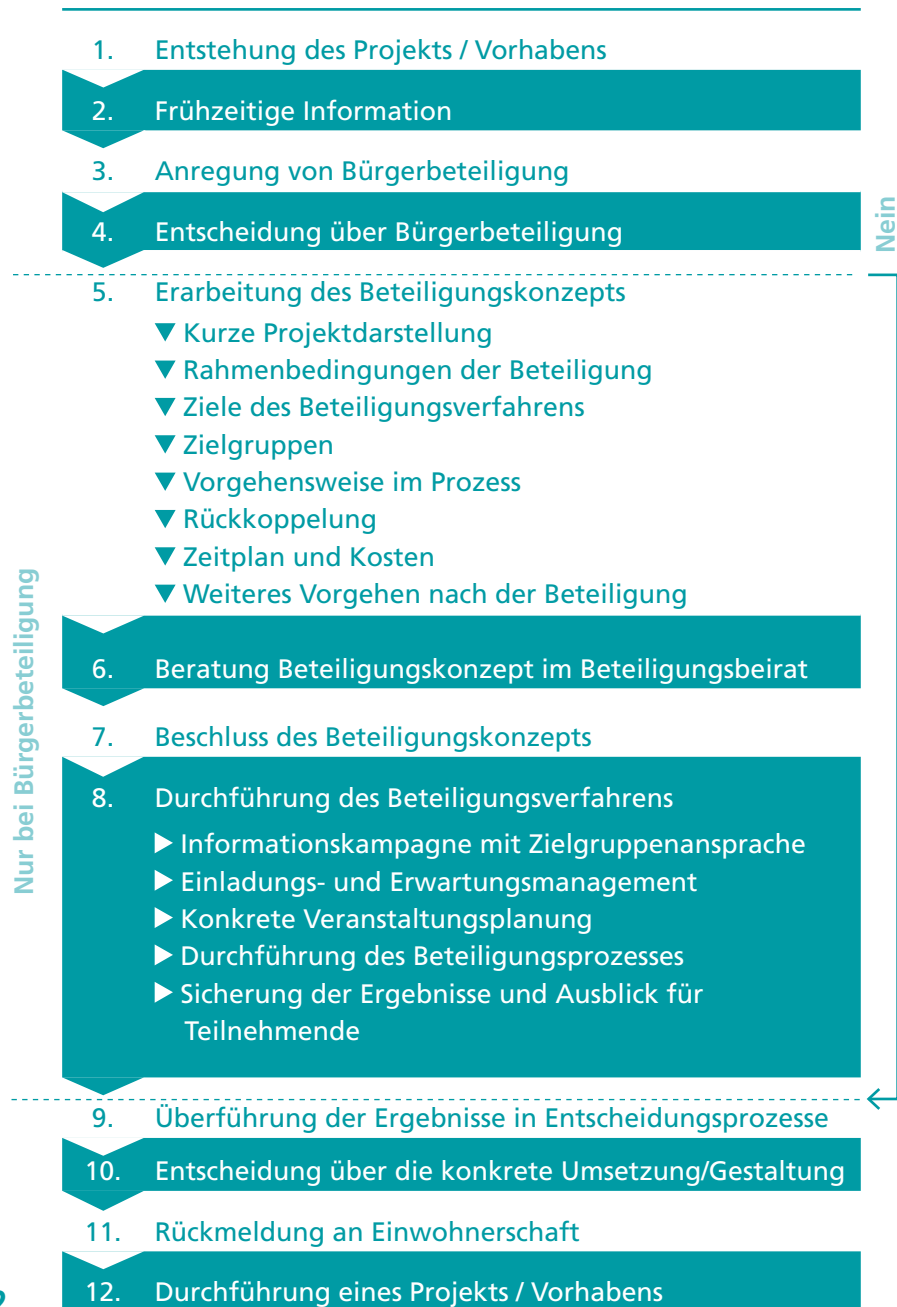 1. Entstehung des Projekts / Vorhabens
2. Frühzeitige Information
3. Anregung von Bürgerbeteiligung
4. Entscheidung über Bürgerbeteiligung
Nein
5. Erarbeitung des Beteiligungskonzepts
▼ Kurze Projektdarstellung
▼ Rahmenbedingungen der Beteiligung
▼ Ziele des Beteiligungsverfahrens
▼ Zielgruppen
▼ Vorgehensweise im Prozess
▼ Rückkoppelung
▼ Zeitplan und Kosten
▼ Weiteres Vorgehen nach der Beteiligung
Nur bei Bürgerbeteiligung
6. Beratung Beteiligungskonzept im Beteiligungsbeirat
7. Beschluss des Beteiligungskonzepts
8. Durchführung des Beteiligungsverfahrens
▶ Informationskampagne mit Zielgruppenansprache
▶ Einladungs- und Erwartungsmanagement
▶ Konkrete Veranstaltungsplanung
▶ Durchführung des Beteiligungsprozesses
▶ Sicherung der Ergebnisse und Ausblick für
Teilnehmende
9. Überführung der Ergebnisse in Entscheidungsprozesse
10. Entscheidung über die konkrete Umsetzung/Gestaltung
11. Rückmeldung an Einwohnerschaft
12. Durchführung eines Projekts / Vorhabens